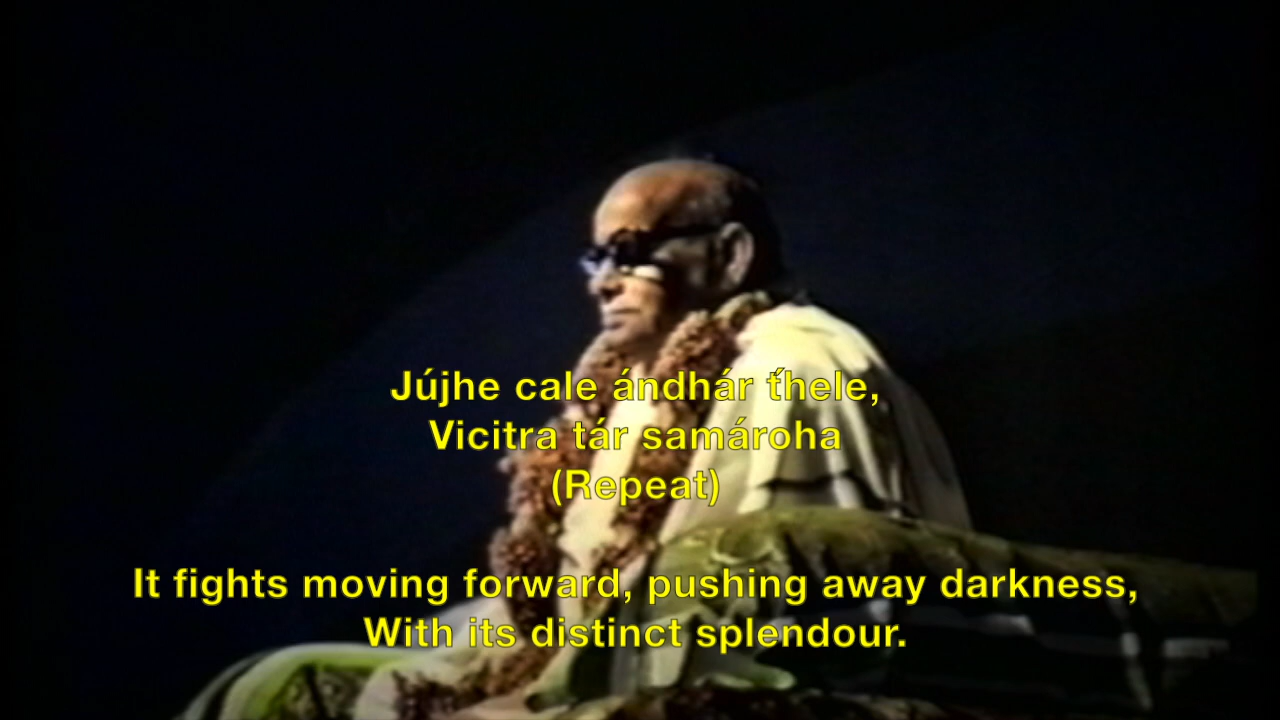 Jújhe cale ándhár t́hele,
Vicitra tár samároha
(Repeat)
It fights moving forward, pushing away darkness,
With its distinct splendour.